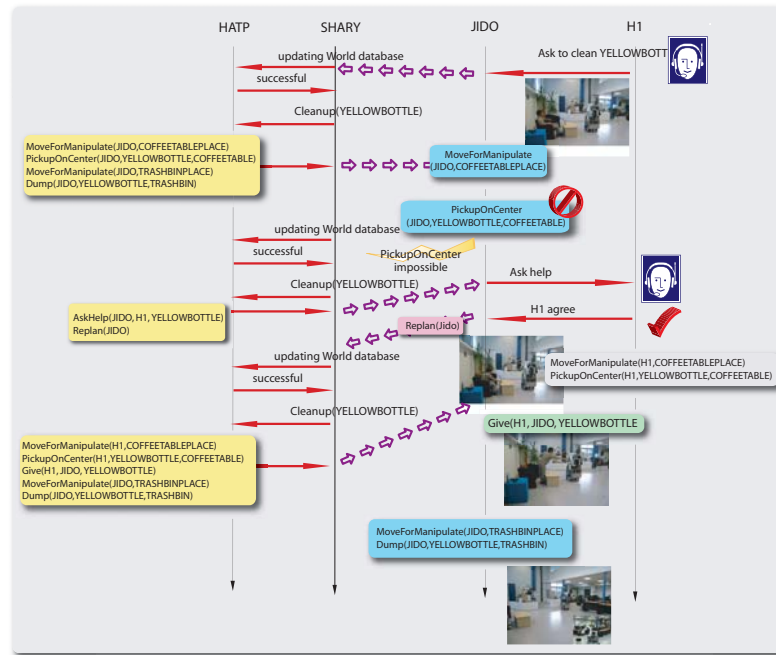 HATP SHARY JIDO H1
updating World database
Ask to clean YELLOWBOTT
successful
Cleanup(YELLOWBOTTLE)
MoveForManipulate(JIDO,COFFEETABLEPLACE)
PickupOnCenter(JIDO,YELLOWBOTTLE,COFFEETABLE)
MoveForManipulate(JIDO,TRASHBINPLACE)
Dump(JIDO,YELLOWBOTTLE,TRASHBIN)
MoveForManipulate
(JIDO,COFFEETABLEPLACE)
PickupOnCenter
(JIDO,YELLOWBOTTLE,COFFEETABLE)
updating World database
successful
PickupOnCenter
impossible
Cleanup(YELLOWBOTTLE)
Ask help
AskHelp(JIDO, H1, YELLOWBOTTLE)
Replan(JIDO)
Replan(Jido)
H1 agree
updating World database
successful
MoveForManipulate(H1,COFFEETABLEPLACE)
PickupOnCenter(H1,YELLOWBOTTLE,COFFEETABLE)
Cleanup(YELLOWBOTTLE)
Give(H1, JIDO, YELLOWBOTTLE
MoveForManipulate(H1,COFFEETABLEPLACE)
PickupOnCenter(H1,YELLOWBOTTLE,COFFEETABLE)
Give(H1, JIDO, YELLOWBOTTLE)
MoveForManipulate(JIDO,TRASHBINPLACE)
Dump(JIDO,YELLOWBOTTLE,TRASHBIN)
MoveForManipulate(JIDO,TRASHBINPLACE)
Dump(JIDO,YELLOWBOTTLE,TRASHBIN)